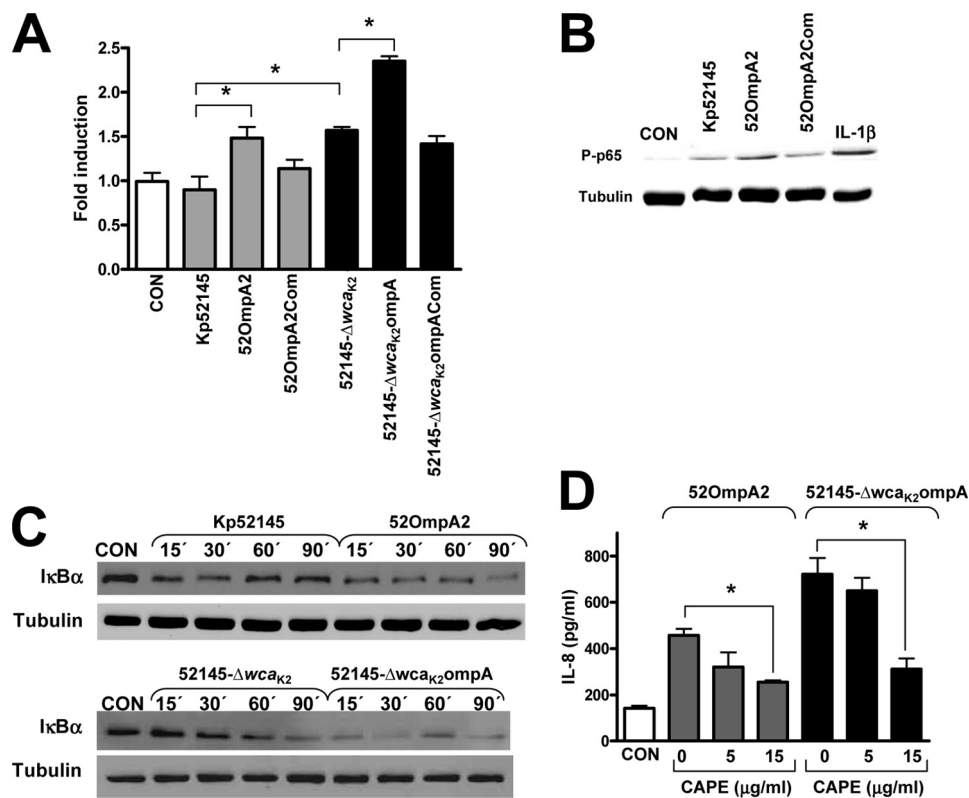 A
Fold induction
2.5
2.0
1.5
1.0
0.5
0.0
*
*
*
CON
Kp52145
52OmpA2
52OmpA2Com
52145-ΔwcaK2
52145-ΔwcaK2ompA
52145-ΔwcaK2ompACom
B
CON
Kp52145
52OmpA2
52OmpA2Com
IL-1β
P-p65
Tubulin
C
Kp52145 52OmpA2
CON 15´ 30´ 60´ 90´ 15´ 30´ 60´ 90´
IκBα
Tubulin
52145-ΔwcaK2 52145-ΔwcaK2ompA
CON 15´ 30´ 60´ 90´ 15´ 30´ 60´ 90´
IκBα
Tubulin
D
52OmpA2 52145-ΔwcaK2ompA
IL-8 (pg/ml)
800
600
400
200
0
*
*
CON 0 5 15 0 5 15
CAPE (μg/ml) CAPE (μg/ml)